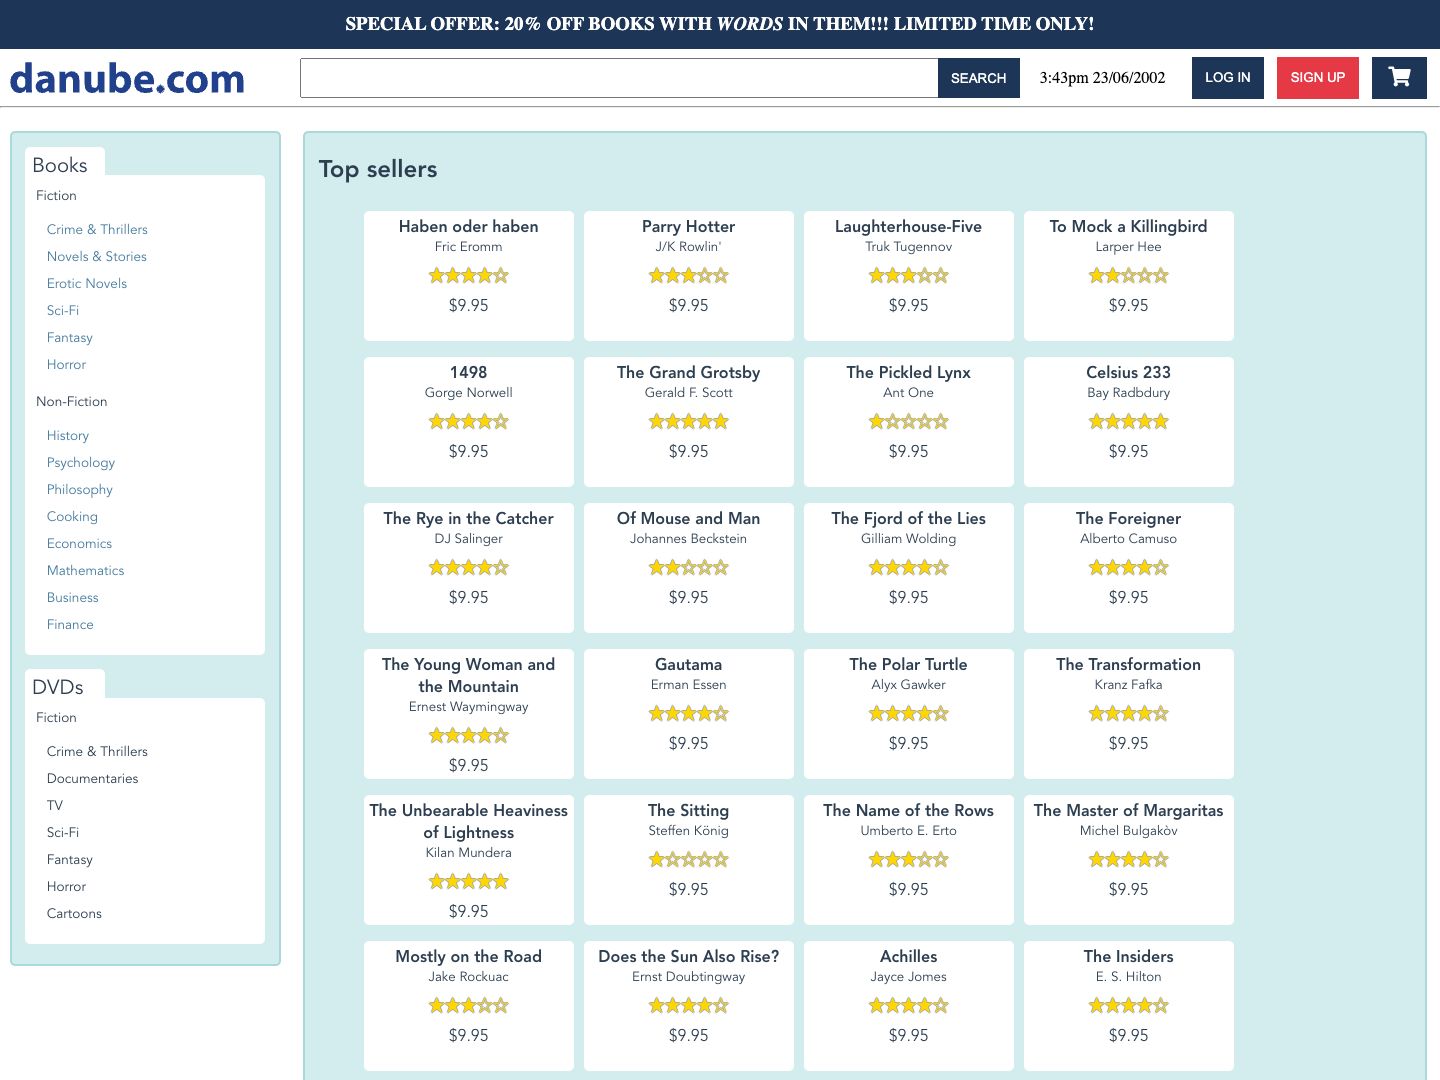 SPECIAL OFFER: 20% OFF BOOKS WITH WORDS IN THEM!!! LIMITED TIME ONLY!
danube.com
SEARCH
3:43pm 23/06/2002
LOG IN
SIGN UP
Books
Fiction
Crime & Thrillers
Novels & Stories
Erotic Novels
Sci-Fi
Fantasy
Horror
Non-Fiction
History
Psychology
Philosophy
Cooking
Economics
Mathematics
Business
Finance
DVDs
Fiction
Crime & Thrillers
Documentaries
TV
Sci-Fi
Fantasy
Horror
Cartoons
Top sellers
Haben oder haben
Fric Eromm
$9.95
Parry Hotter
J/K Rowlin'
$9.95
Laughterhouse-Five
Truk Tugennov
$9.95
To Mock a Killingbird
Larper Hee
$9.95
1498
Gorge Norwell
$9.95
The Grand Grotsby
Gerald F. Scott
$9.95
The Pickled Lynx
Ant One
$9.95
Celsius 233
Bay Radbdury
$9.95
The Rye in the Catcher
DJ Salinger
$9.95
Of Mouse and Man
Johannes Beckstein
$9.95
The Fjord of the Lies
Gilliam Wolding
$9.95
The Foreigner
Alberto Camuso
$9.95
The Young Woman and
the Mountain
Ernest Waymingway
$9.95
Gautama
Erman Essen
$9.95
The Polar Turtle
Alyx Gawker
$9.95
The Transformation
Kranz Fafka
$9.95
The Unbearable Heaviness
of Lightness
Kilan Mundera
$9.95
The Sitting
Steffen König
$9.95
The Name of the Rows
Umberto E. Erto
$9.95
The Master of Margaritas
Michel Bulgakòv
$9.95
Mostly on the Road
Jake Rockuac
$9.95
Does the Sun Also Rise?
Ernst Doubtingway
$9.95
Achilles
Jayce Jomes
$9.95
The Insiders
E. S. Hilton
$9.95